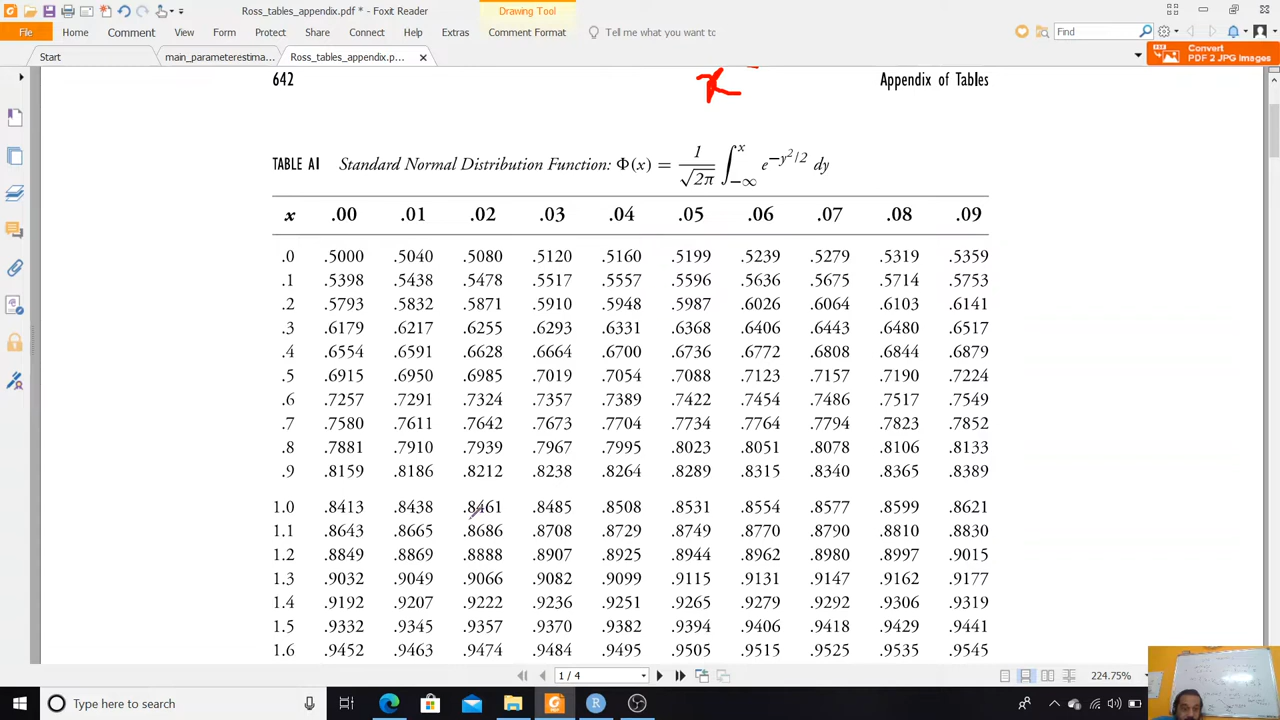 Ross_tables_appendix.pdf * - Foxit Reader
Drawing Tool
File Home Comment View Form Protect Share Connect Help Extras Comment Format Tell me what you want to Find
Start main_parameterestima... Ross_tables_appendix.p...
Convert
PDF 2 JPG images
642 x Appendix of Tables
TABLE A1 Standard Normal Distribution Function: Φ(x) = 1/√2π ∫_{-∞}^{x} e^{-y²/2} dy
x .00 .01 .02 .03 .04 .05 .06 .07 .08 .09
.0 .5000 .5040 .5080 .5120 .5160 .5199 .5239 .5279 .5319 .5359
.1 .5398 .5438 .5478 .5517 .5557 .5596 .5636 .5675 .5714 .5753
.2 .5793 .5832 .5871 .5910 .5948 .5987 .6026 .6064 .6103 .6141
.3 .6179 .6217 .6255 .6293 .6331 .6368 .6406 .6443 .6480 .6517
.4 .6554 .6591 .6628 .6664 .6700 .6736 .6772 .6808 .6844 .6879
.5 .6915 .6950 .6985 .7019 .7054 .7088 .7123 .7157 .7190 .7224
.6 .7257 .7291 .7324 .7357 .7389 .7422 .7454 .7486 .7517 .7549
.7 .7580 .7611 .7642 .7673 .7704 .7734 .7764 .7794 .7823 .7852
.8 .7881 .7910 .7939 .7967 .7995 .8023 .8051 .8078 .8106 .8133
.9 .8159 .8186 .8212 .8238 .8264 .8289 .8315 .8340 .8365 .8389
1.0 .8413 .8438 .8461 .8485 .8508 .8531 .8554 .8577 .8599 .8621
1.1 .8643 .8665 .8686 .8708 .8729 .8749 .8770 .8790 .8810 .8830
1.2 .8849 .8869 .8888 .8907 .8925 .8944 .8962 .8980 .8997 .9015
1.3 .9032 .9049 .9066 .9082 .9099 .9115 .9131 .9147 .9162 .9177
1.4 .9192 .9207 .9222 .9236 .9251 .9265 .9279 .9292 .9306 .9319
1.5 .9332 .9345 .9357 .9370 .9382 .9394 .9406 .9418 .9429 .9441
1.6 .9452 .9463 .9474 .9484 .9495 .9505 .9515 .9525 .9535 .9545
1 / 4 224.75%
Type here to search